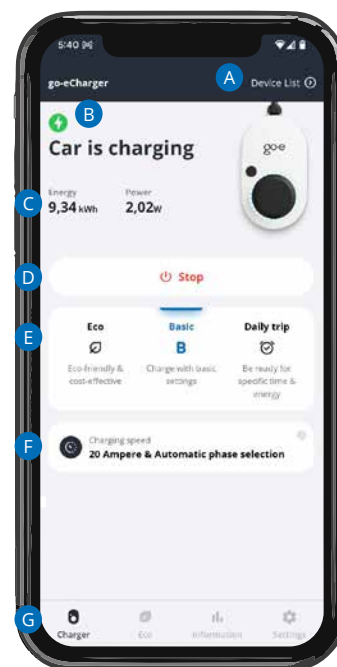 5:40
A
go-eCharger Device List
B
Car is charging
go-e
Energy Power
C
9,34 kWh 2,02w
D
Stop
E
Eco Basic Daily trip
B
Eco-friendly & Charge with basic Be ready for
cost-effective settings specific time &
energy
F
Charging speed
20 Ampere & Automatic phase selection
G
Charger Eco Information Settings